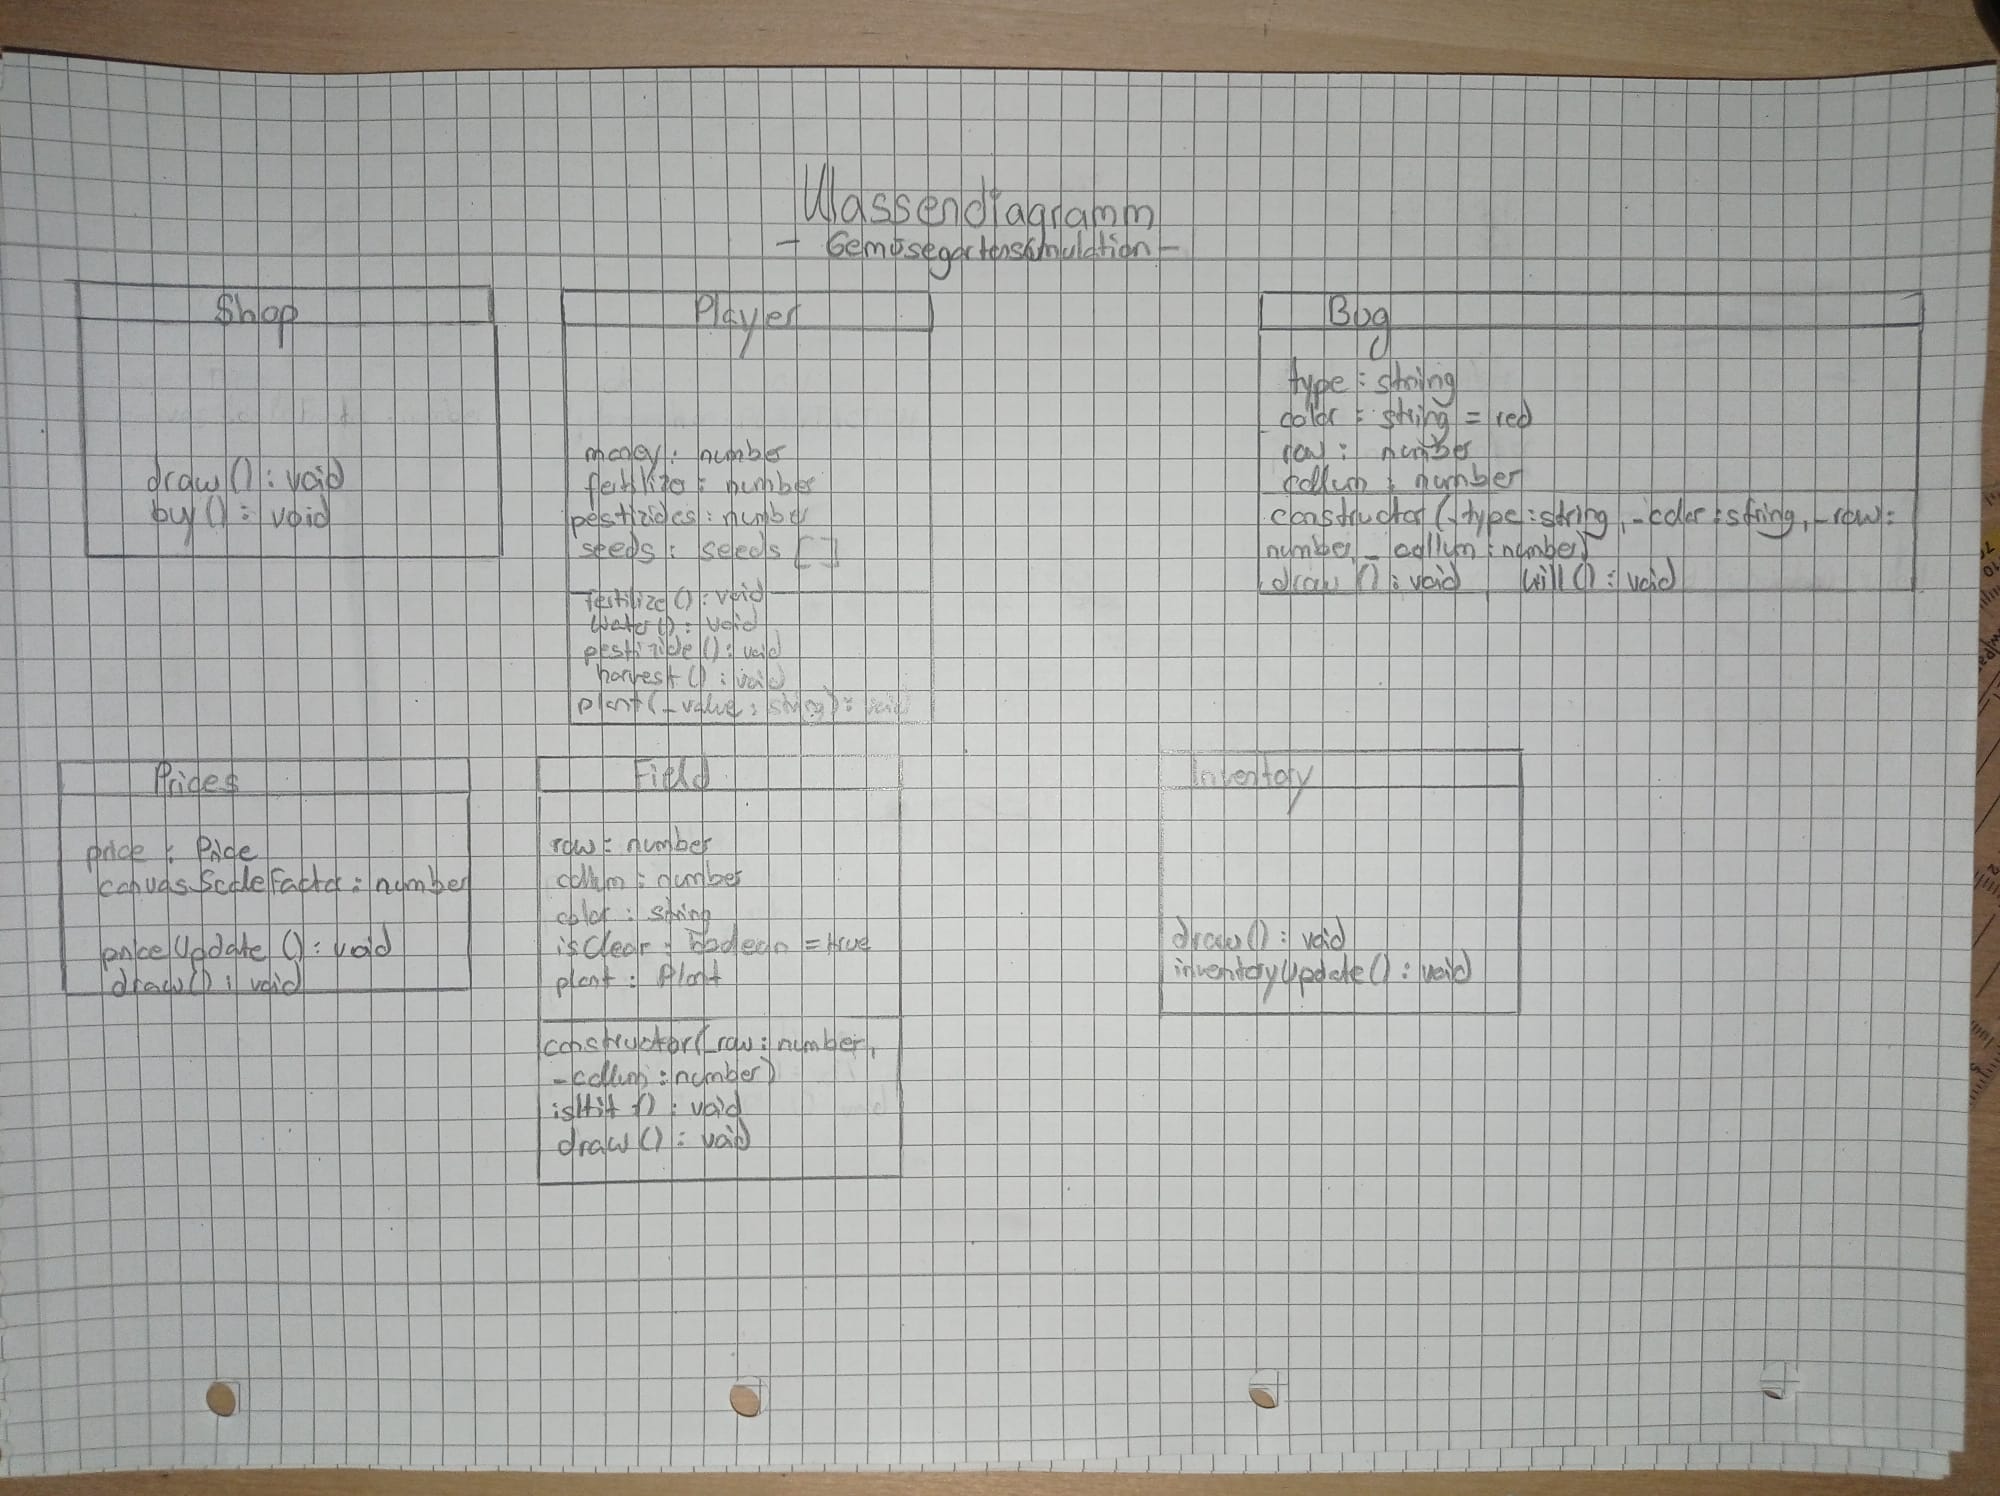 Klassendiagramm
- Gemüsegartensimulation -
Shop
draw() : void
buy() : void
Player
money : number
fertilizer : number
pestizides : number
seeds : seeds []
fertilize() : void
water() : void
pestizide() : void
harvest() : void
plant(_value : string) : void
Bug
type : string
color : string = red
row : number
collum : number
constructor(_type : string, _color : string, _row :
number, _collum : number)
draw() : void kill() : void
Prices
price : Price
canvasScaleFactor : number
priceUpdate() : void
draw() : void
Field
row : number
collum : number
color : string
isClear : boolean = true
plant : Plant
constructor(_row : number,
_collum : number)
isHit() : void
draw() : void
Inventory
draw() : void
inventoryUpdate() : void